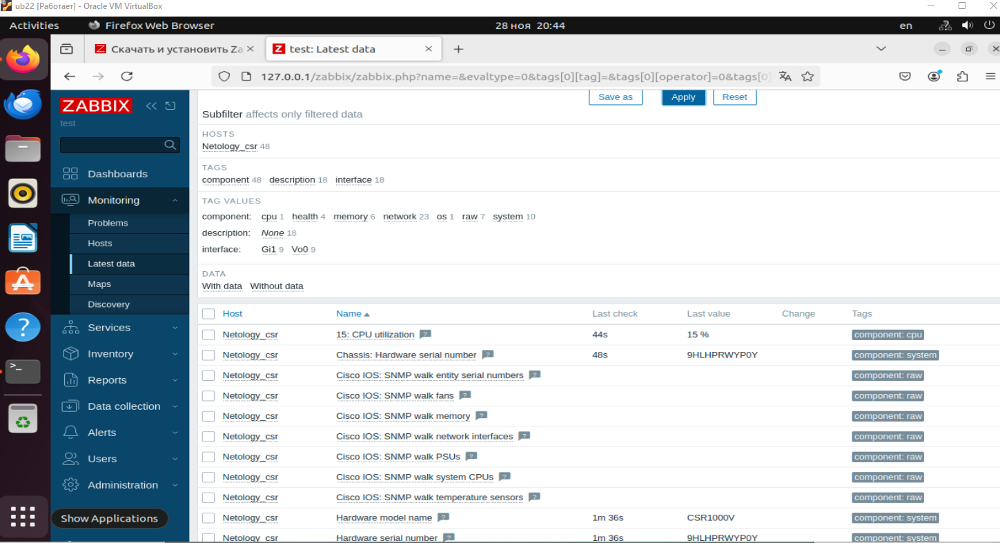 ub22 [Работает] - Oracle VM VirtualBox
Activities Firefox Web Browser 28 ноя 20:44 en
Скачать и установить Za test: Latest data
127.0.0.1/zabbix/zabbix.php?name=&evaltype=0&tags[0][tag]=&tags[0][operator]=0&tags[0]
ZABBIX
test
Dashboards
Monitoring
Problems
Hosts
Latest data
Maps
Discovery
Services
Inventory
Reports
Data collection
Alerts
Users
Administration
Show Applications
Save as Apply Reset
Subfilter affects only filtered data
HOSTS
Netology_csr 48
TAGS
component 48 description 18 interface 18
TAG VALUES
component: cpu 1 health 4 memory 6 network 23 os 1 raw 7 system 10
description: None 18
interface: Gi1 9 Vo0 9
DATA
With data Without data
Host Name Last check Last value Change Tags
Netology_csr 15: CPU utilization 44s 15 % component: cpu
Netology_csr Chassis: Hardware serial number 48s 9HLHPRWYP0Y component: system
Netology_csr Cisco IOS: SNMP walk entity serial numbers component: raw
Netology_csr Cisco IOS: SNMP walk fans component: raw
Netology_csr Cisco IOS: SNMP walk memory component: raw
Netology_csr Cisco IOS: SNMP walk network interfaces component: raw
Netology_csr Cisco IOS: SNMP walk PSUs component: raw
Netology_csr Cisco IOS: SNMP walk system CPUs component: raw
Netology_csr Cisco IOS: SNMP walk temperature sensors component: raw
Netology_csr Hardware model name 1m 36s CSR1000V component: system
Netology_csr Hardware serial number 1m 36s 9HLHPRWYP0Y component: system